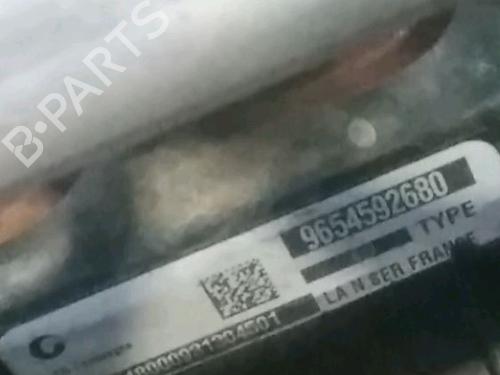 B-PARTS
9654592680
TYPE
LA N SER FRANCE